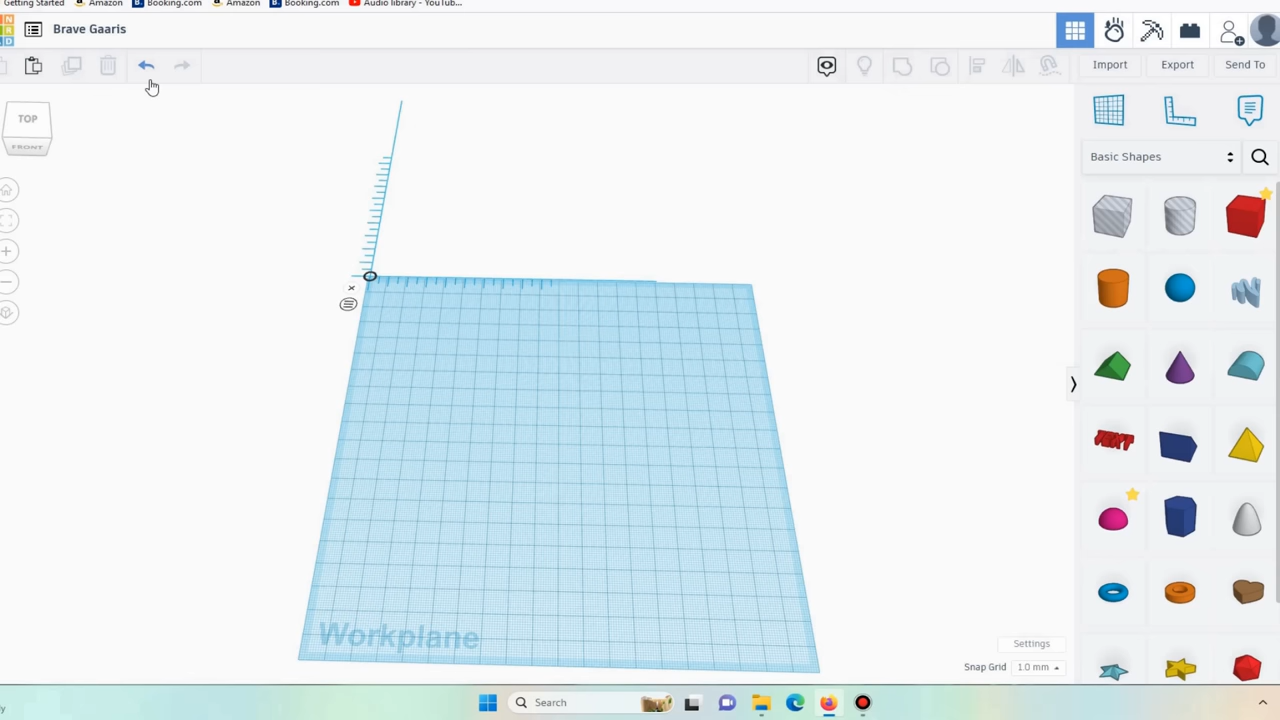 Getting Started
Amazon
Booking.com
Amazon
Booking.com
Audio library - YouTub...
Brave Gaaris
Import
Export
Send To
TOP
FRONT
Basic Shapes
TEXT
Workplane
Settings
Snap Grid
1.0 mm
Search